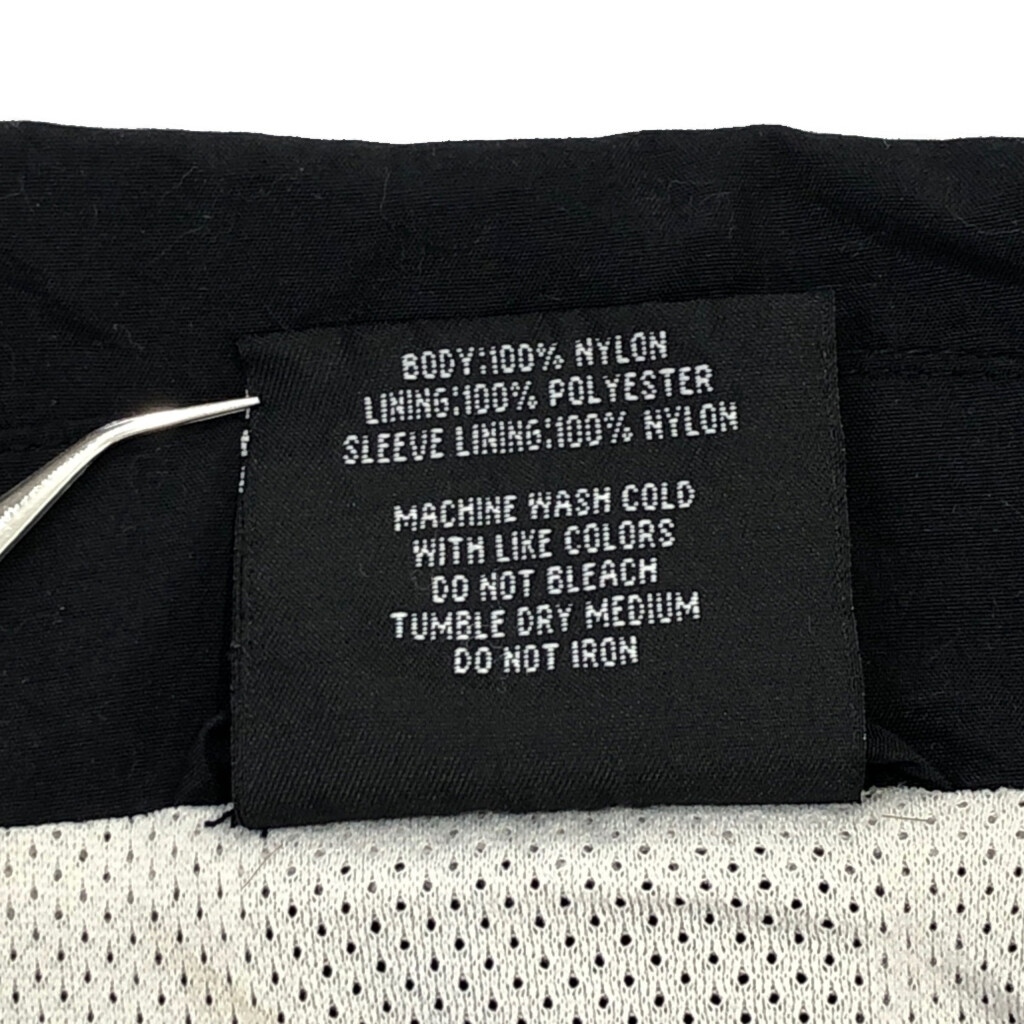 BODY:100% NYLON
LINING:100% POLYESTER
SLEEVE LINING:100% NYLON
MACHINE WASH COLD
WITH LIKE COLORS
DO NOT BLEACH
TUMBLE DRY MEDIUM
DO NOT IRON